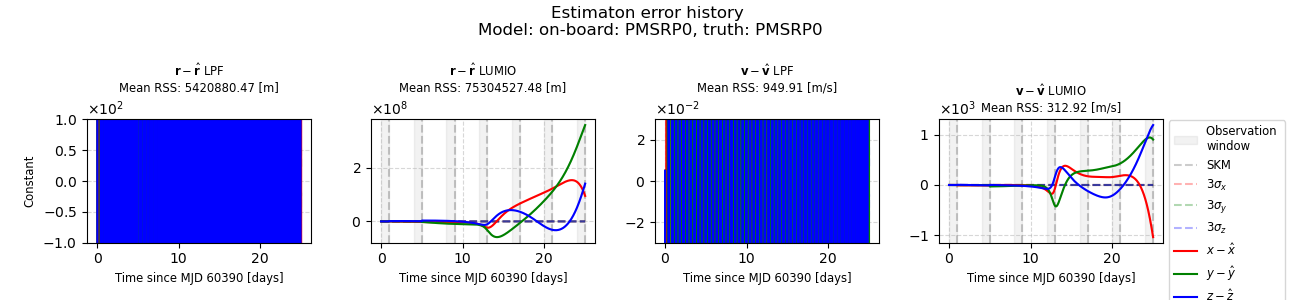 Estimaton error history
Model: on-board: PMSRP0, truth: PMSRP0
r − r̂ LPF
Mean RSS: 5420880.47 [m]
×10²
1.0
0.5
0.0
−0.5
−1.0
Constant
0
10
20
Time since MJD 60390 [days]
r − r̂ LUMIO
Mean RSS: 75304527.48 [m]
×10⁸
2
0
0
10
20
Time since MJD 60390 [days]
v − v̂ LPF
Mean RSS: 949.91 [m/s]
×10⁻²
2
0
−2
0
10
20
Time since MJD 60390 [days]
v − v̂ LUMIO
×10³ Mean RSS: 312.92 [m/s]
1
0
−1
0
10
20
Time since MJD 60390 [days]
Observation
window
SKM
3σₓ
3σ_y
3σ_z
x − x̂
y − ŷ
z − ẑ